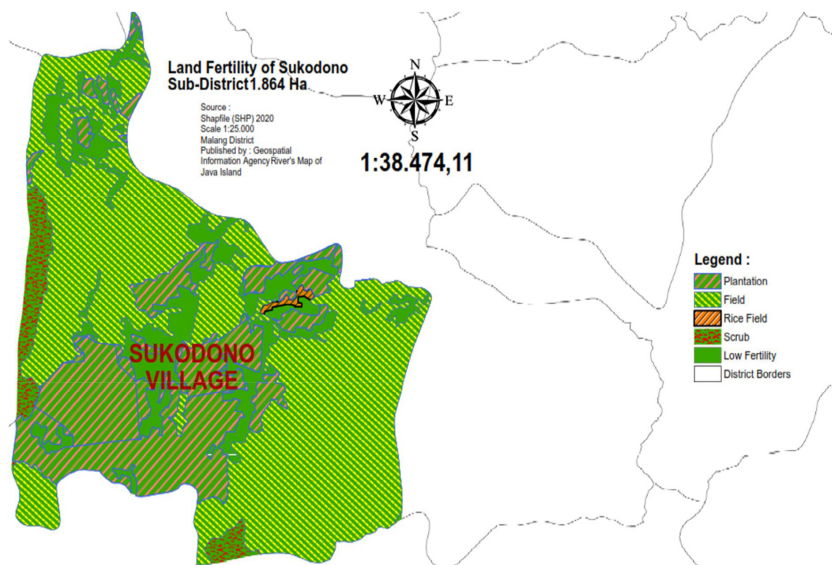 Land Fertility of Sukodono
Sub-District1.864 Ha
Source :
Shapfile (SHP) 2020
Scale 1:25.000
Malang District
Published by : Geospatial
Information AgencyRiver's Map of
Java Island
N
W E
S
1:38.474,11
SUKODONO
VILLAGE
Legend :
Plantation
Field
Rice Field
Scrub
Low Fertility
District Borders